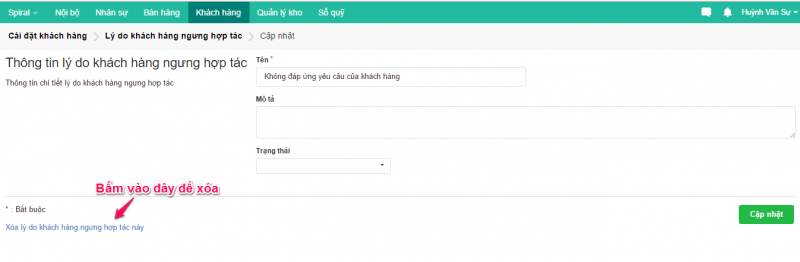 Spiral Nội bộ Nhân sự Bán hàng Khách hàng Quản lý kho Sổ quỹ Huỳnh Văn Sự
Cài đặt khách hàng Lý do khách hàng ngưng hợp tác Cập nhật
Thông tin lý do khách hàng ngưng hợp tác
Thông tin chi tiết lý do khách hàng ngưng hợp tác
Tên *
Không đáp ứng yêu cầu của khách hàng
Mô tả
Trạng thái
Bấm vào đây để xóa
* : Bắt buộc
Cập nhật
Xóa lý do khách hàng ngưng hợp tác này